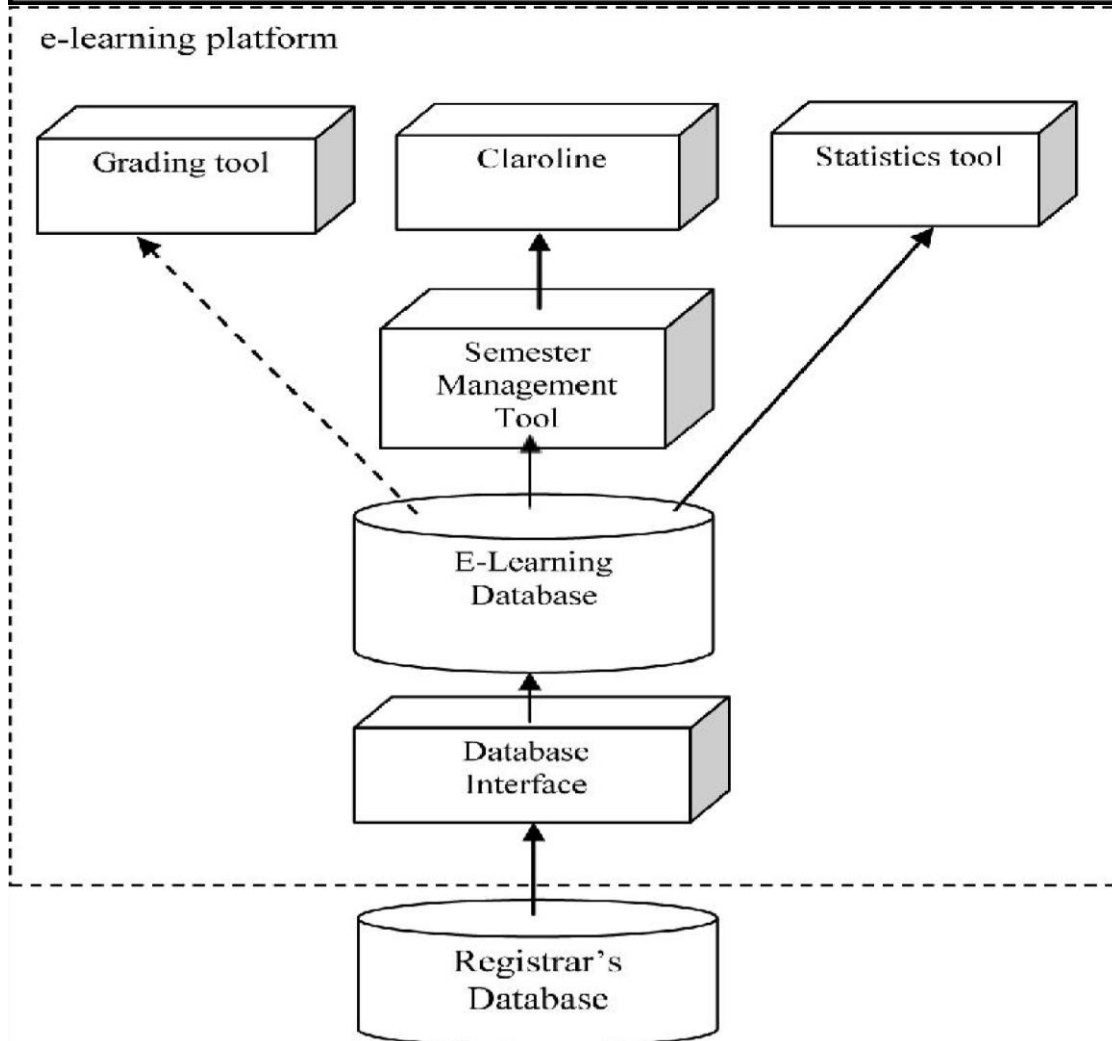 e-learning platform
Grading tool
Claroline
Statistics tool
Semester
Management
Tool
E-Learning
Database
Database
Interface
Registrar’s
Database